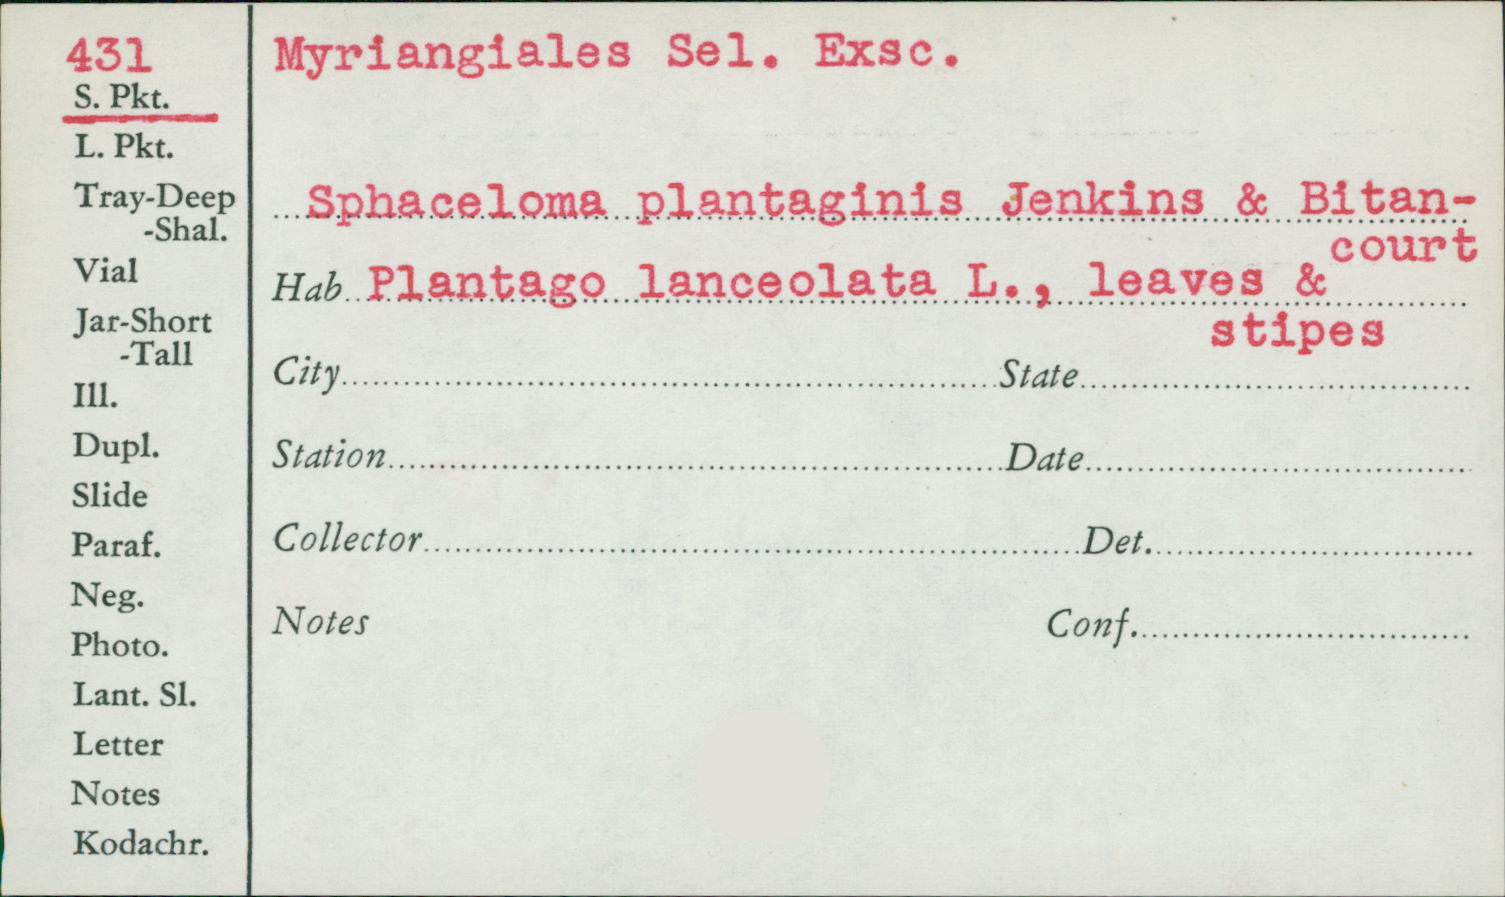 431
S. Pkt.
L. Pkt.
Tray-Deep
-Shal.
Vial
Jar-Short
-Tall
Ill.
Dupl.
Slide
Paraf.
Neg.
Photo.
Lant. Sl.
Letter
Notes
Kodachr.
Myriangiales Sel. Exsc.
Sphaceloma plantaginis Jenkins & Bitan-
court
Hab. Plantago lanceolata L., leaves &
stipes
City State
Station Date
Collector Det.
Notes Conf.